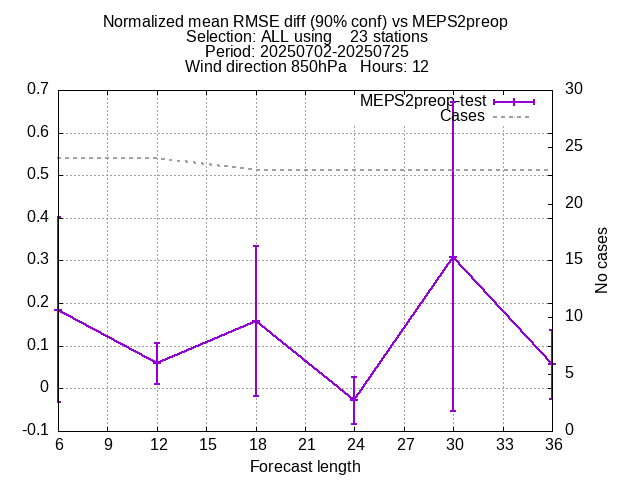 Normalized mean RMSE diff (90% conf) vs MEPS2preop
Selection: ALL using    23 stations
Period: 20250702-20250725
Wind direction 850hPa   Hours: 12
MEPS2preop-test
Cases
0.7
0.6
0.5
0.4
0.3
0.2
0.1
0
-0.1
30
25
20
15
10
5
0
No cases
6 9 12 15 18 21 24 27 30 33 36
Forecast length